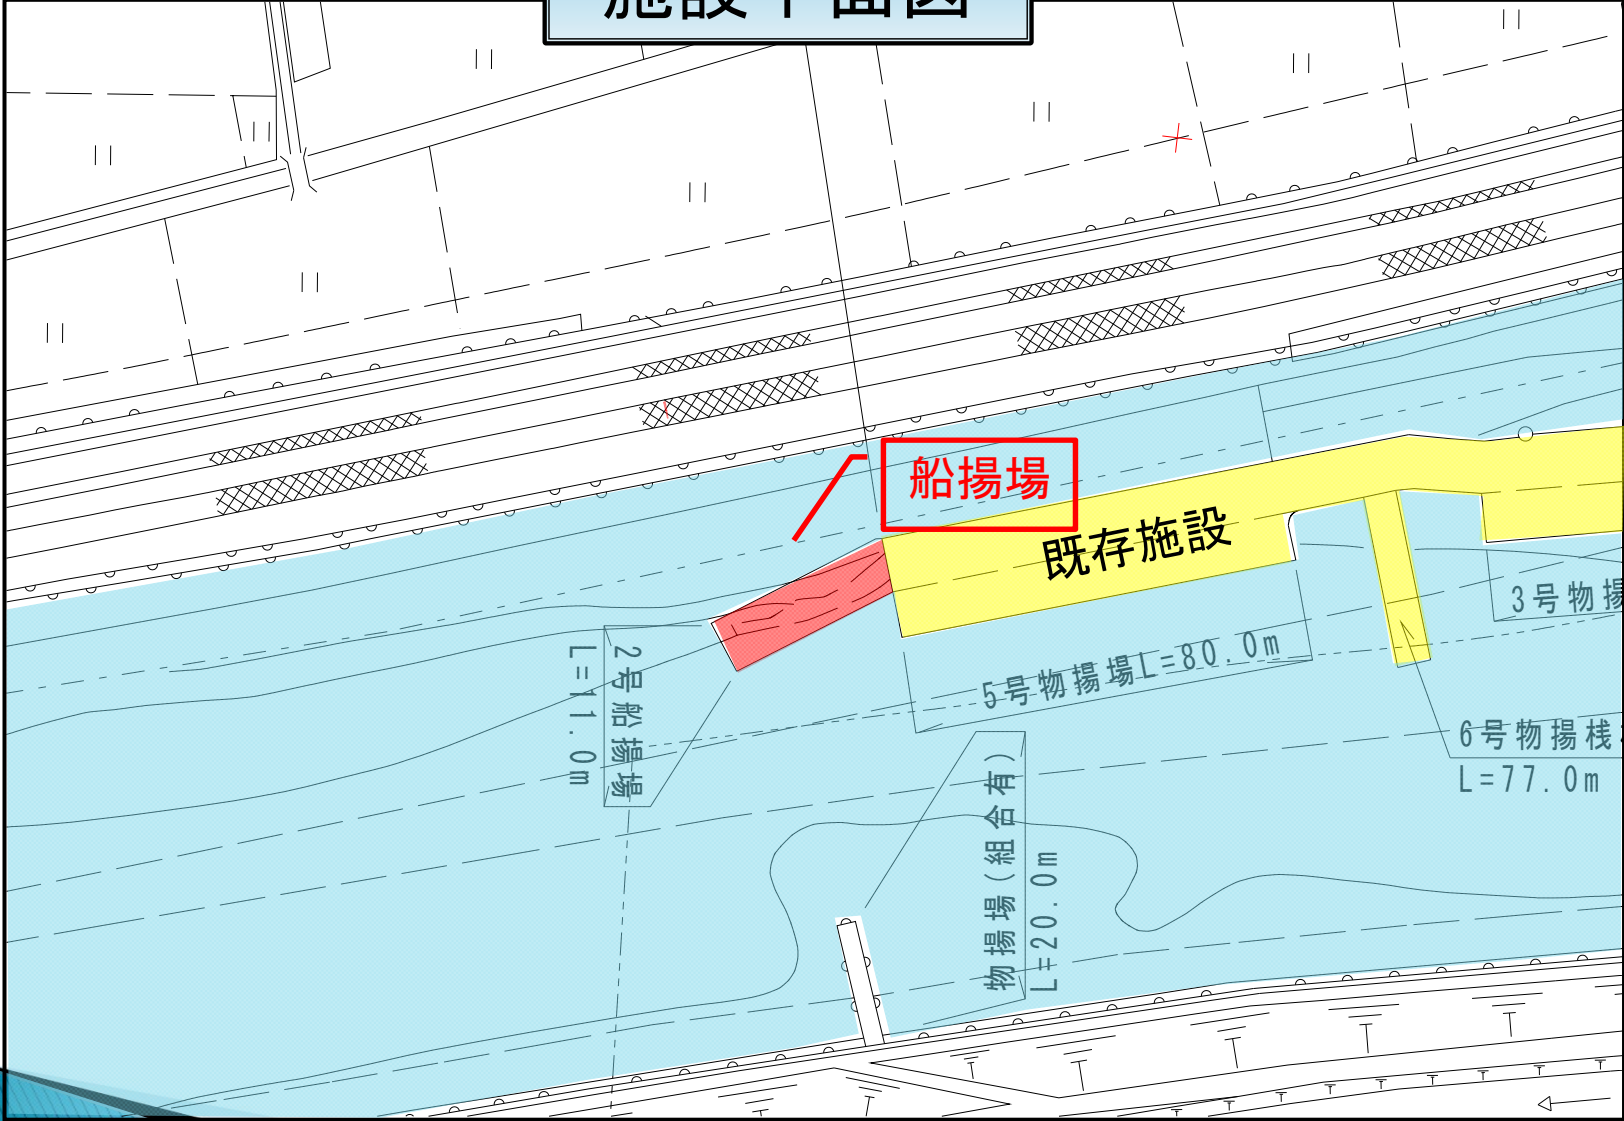 施設平面図
船揚場
既存施設
3号物揚
2号船揚場
L=11.0m
5号物揚場L=80.0m
6号物揚桟
L=77.0m
物揚場(組合有)
L=20.0m